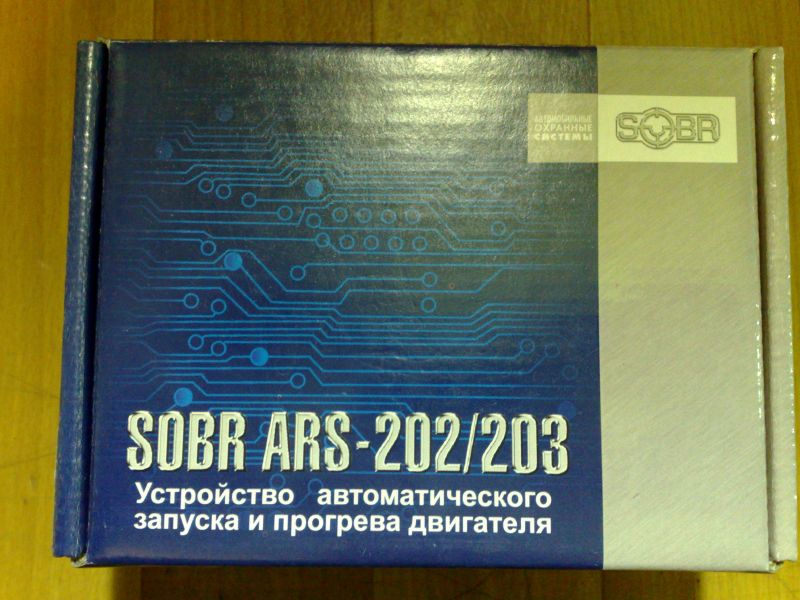 АВТОМОБИЛЬНЫЕ
ОХРАННЫЕ
СИСТЕМЫ
SOBR
SOBR ARS-202/203
Устройство автоматического
запуска и прогрева двигателя